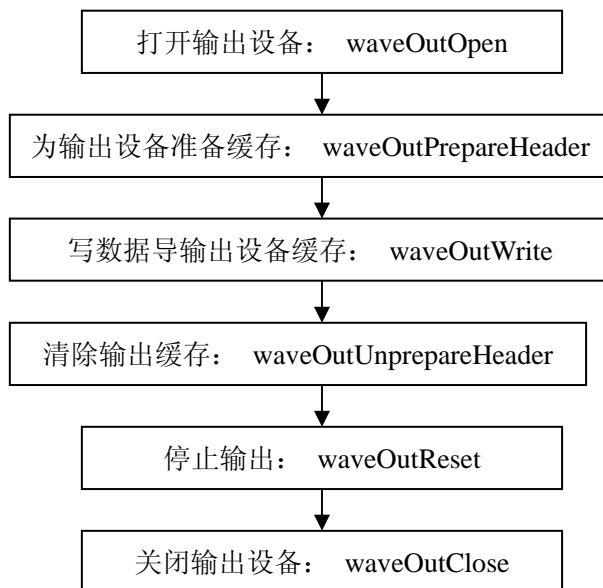 打开输出设备： waveOutOpen
为输出设备准备缓存： waveOutPrepareHeader
写数据导输出设备缓存： waveOutWrite
清除输出缓存： waveOutUnprepareHeader
停止输出： waveOutReset
关闭输出设备： waveOutClose